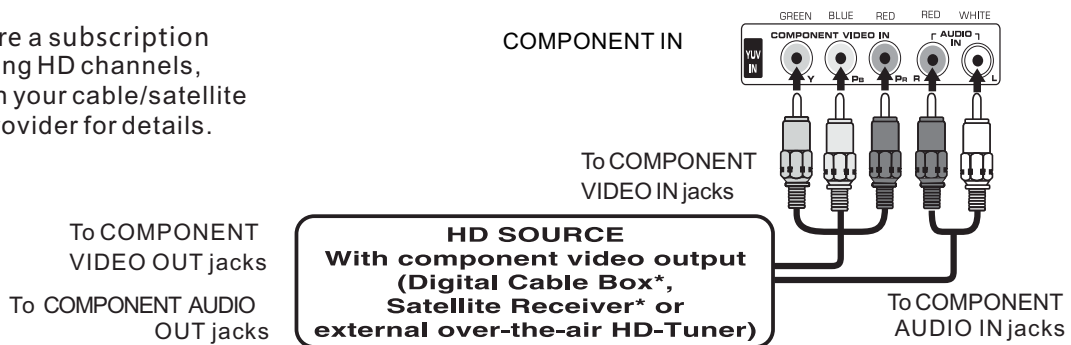 re a subscription
ing HD channels,
your cable/satellite
rovider for details.
COMPONENT IN
GREEN BLUE RED RED WHITE
COMPONENT VIDEO IN AUDIO IN
YUV IN
Y PB PR R L
To COMPONENT
VIDEO IN jacks
To COMPONENT
VIDEO OUT jacks
To COMPONENT AUDIO
OUT jacks
HD SOURCE
With component video output
(Digital Cable Box*,
Satellite Receiver* or
external over-the-air HD-Tuner)
To COMPONENT
AUDIO IN jacks